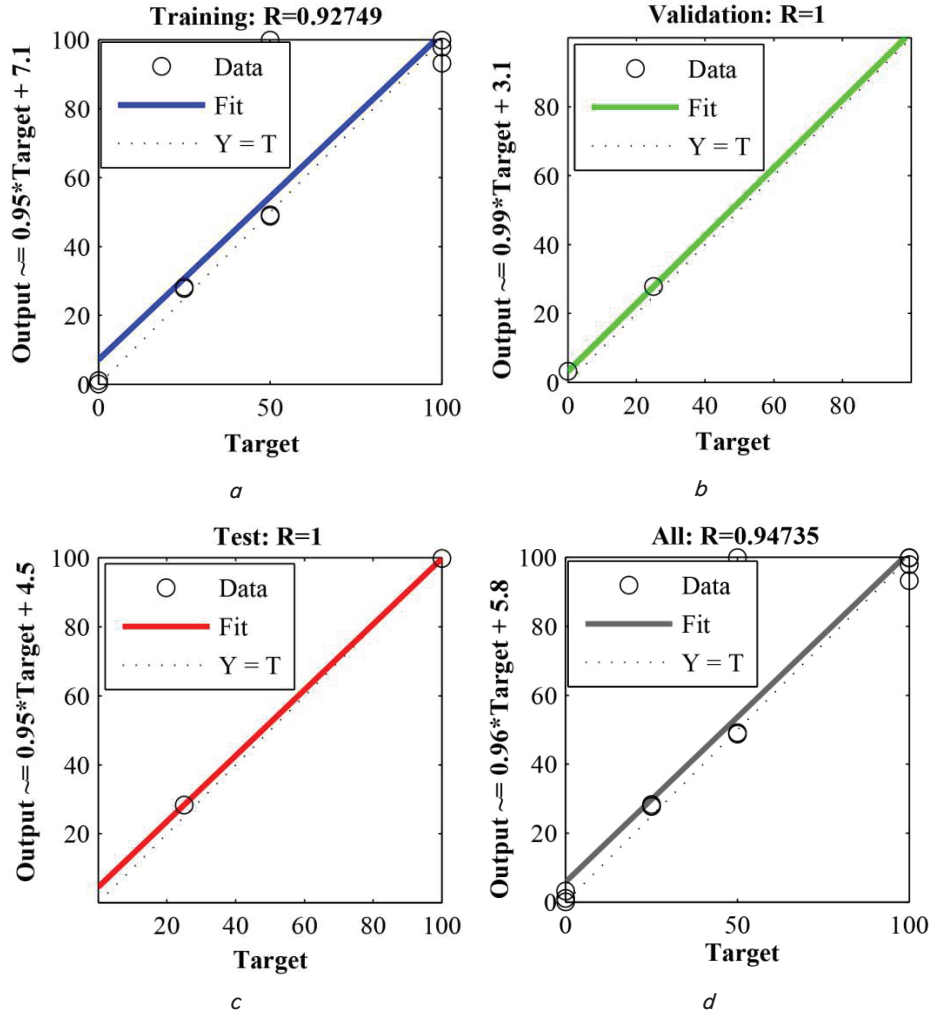 Training: R=0.92749
Output ~= 0.95*Target + 7.1
100
80
60
40
20
0
Data
Fit
Y = T
0
50
100
Target
a
Validation: R=1
Output ~= 0.99*Target + 3.1
80
60
40
20
0
Data
Fit
Y = T
0
20
40
60
80
Target
b
Test: R=1
Output ~= 0.95*Target + 4.5
100
80
60
40
20
Data
Fit
Y = T
20
40
60
80
100
Target
c
All: R=0.94735
Output ~= 0.96*Target + 5.8
100
80
60
40
20
0
Data
Fit
Y = T
0
50
100
Target
d